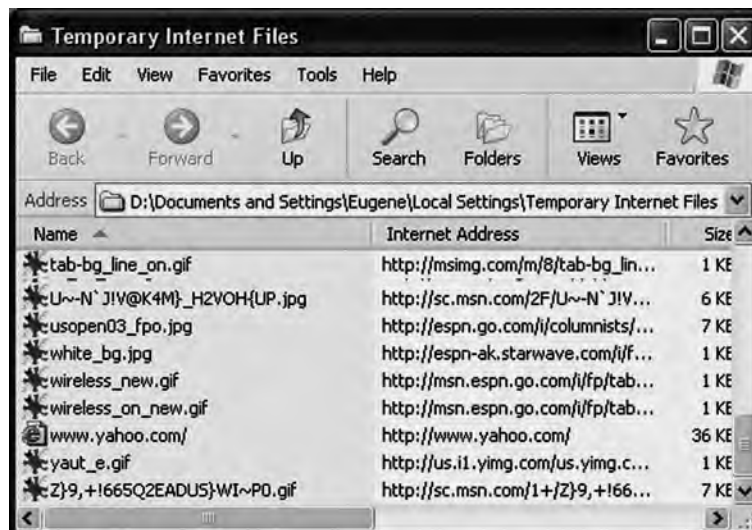 Temporary Internet Files
File Edit View Favorites Tools Help
Back Forward Up Search Folders Views Favorites
Address D:\Documents and Settings\Eugene\Local Settings\Temporary Internet Files
Name Internet Address Size
tab-bg_line_on.gif http://msimg.com/m/8/tab-bg_lin... 1 KB
U~-N`J!V@K4M}_H2VOH{UP.jpg http://sc.msn.com/2F/U~-N`J!V... 6 KB
usopen03_fpo.jpg http://espn.go.com/i/columnists/... 7 KB
white_bg.jpg http://espn-ak.starwave.com/i/f... 1 KB
wireless_new.gif http://msn.espn.go.com/i/fp/tab... 1 KB
wireless_on_new.gif http://msn.espn.go.com/i/fp/tab... 1 KB
www.yahoo.com/ http://www.yahoo.com/ 36 KB
yaut_e.gif http://us.i1.yimg.com/us.yimg.c... 1 KB
Z}9,+!665Q2EADUS}WI~P0.gif http://sc.msn.com/1+/Z}9,+!66... 7 KB